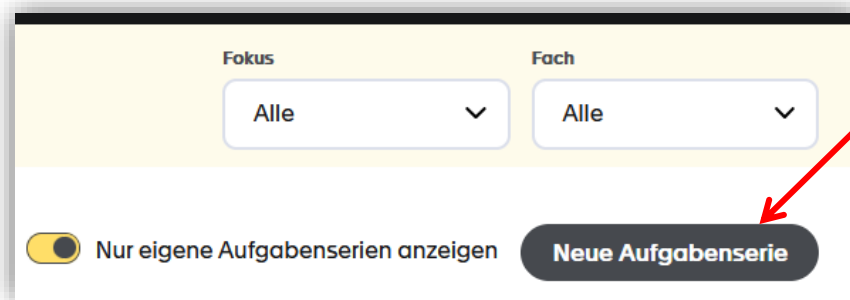 Fokus Fach
Alle Alle
Nur eigene Aufgabenserien anzeigen Neue Aufgabenserie